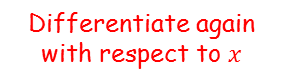 Differentiate again
with respect to 𝑥